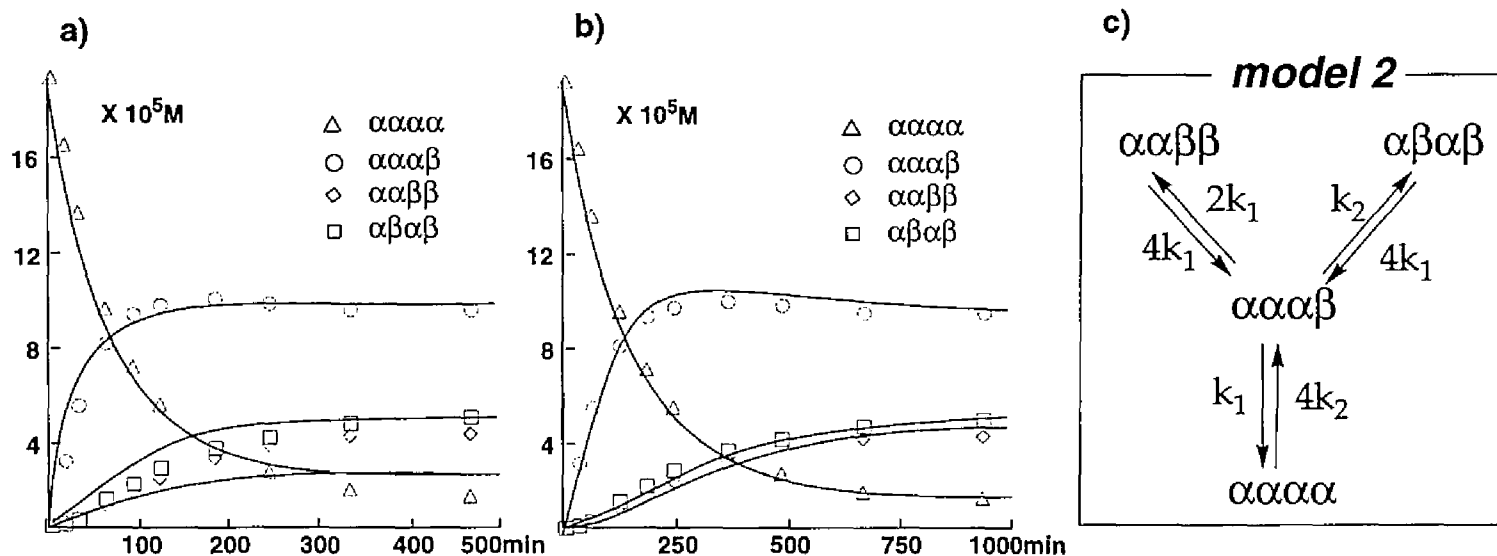 a)
X 10⁵M
△ αααα
○ αααβ
◇ ααββ
□ αβαβ
16
12
8
4
100
200
300
400
500min
b)
X 10⁵M
△ αααα
○ αααβ
◇ ααββ
□ αβαβ
16
12
8
4
250
500
750
1000min
c)
model 2
ααββ
αβαβ
2k₁
4k₁
k₂
4k₁
αααβ
k₁
4k₂
αααα